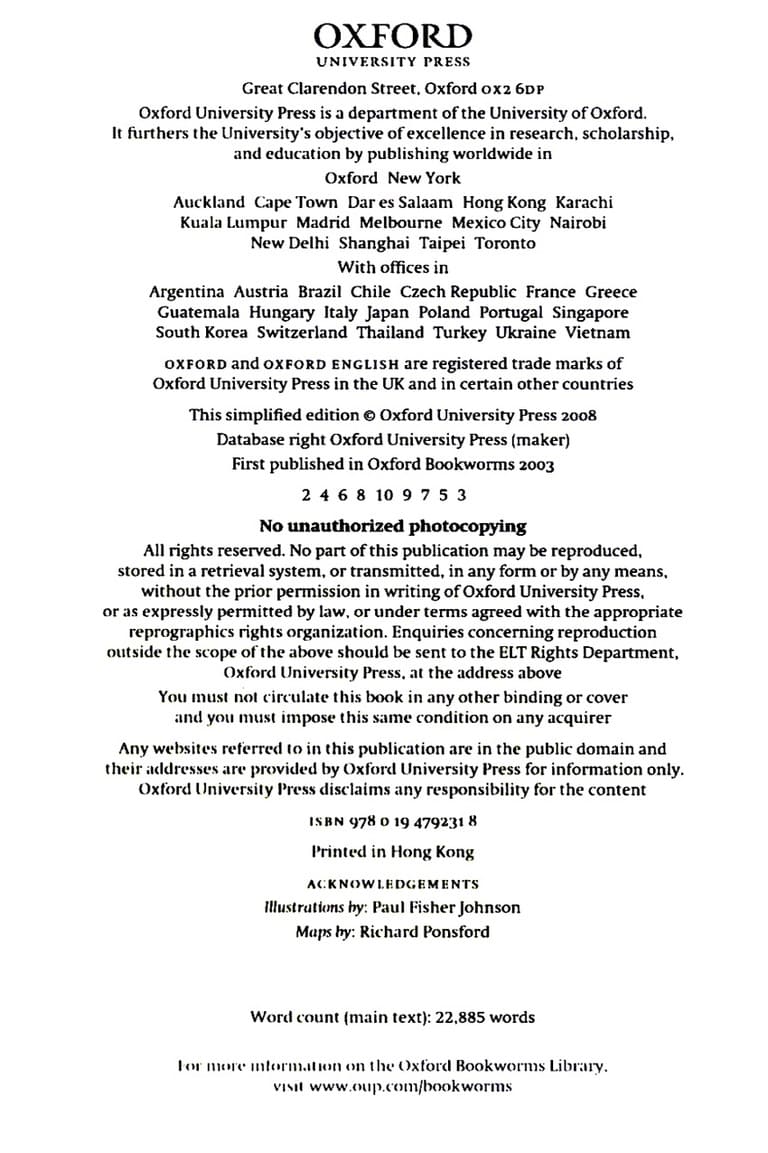 OXFORD
UNIVERSITY PRESS
Great Clarendon Street, Oxford OX2 6DP
Oxford University Press is a department of the University of Oxford.
It furthers the University's objective of excellence in research, scholarship,
and education by publishing worldwide in
Oxford New York
Auckland Cape Town Dar es Salaam Hong Kong Karachi
Kuala Lumpur Madrid Melbourne Mexico City Nairobi
New Delhi Shanghai Taipei Toronto
With offices in
Argentina Austria Brazil Chile Czech Republic France Greece
Guatemala Hungary Italy Japan Poland Portugal Singapore
South Korea Switzerland Thailand Turkey Ukraine Vietnam
OXFORD and OXFORD ENGLISH are registered trade marks of
Oxford University Press in the UK and in certain other countries
This simplified edition © Oxford University Press 2008
Database right Oxford University Press (maker)
First published in Oxford Bookworms 2003
2 4 6 8 10 9 7 5 3
No unauthorized photocopying
All rights reserved. No part of this publication may be reproduced,
stored in a retrieval system, or transmitted, in any form or by any means,
without the prior permission in writing of Oxford University Press,
or as expressly permitted by law, or under terms agreed with the appropriate
reprographics rights organization. Enquiries concerning reproduction
outside the scope of the above should be sent to the ELT Rights Department,
Oxford University Press, at the address above
You must not circulate this book in any other binding or cover
and you must impose this same condition on any acquirer
Any websites referred to in this publication are in the public domain and
their addresses are provided by Oxford University Press for information only.
Oxford University Press disclaims any responsibility for the content
ISBN 978 0 19 479231 8
Printed in Hong Kong
ACKNOWLEDGEMENTS
Illustrations by: Paul Fisher Johnson
Maps by: Richard Ponsford
Word count (main text): 22,885 words
For more information on the Oxford Bookworms Library,
visit www.oup.com/bookworms